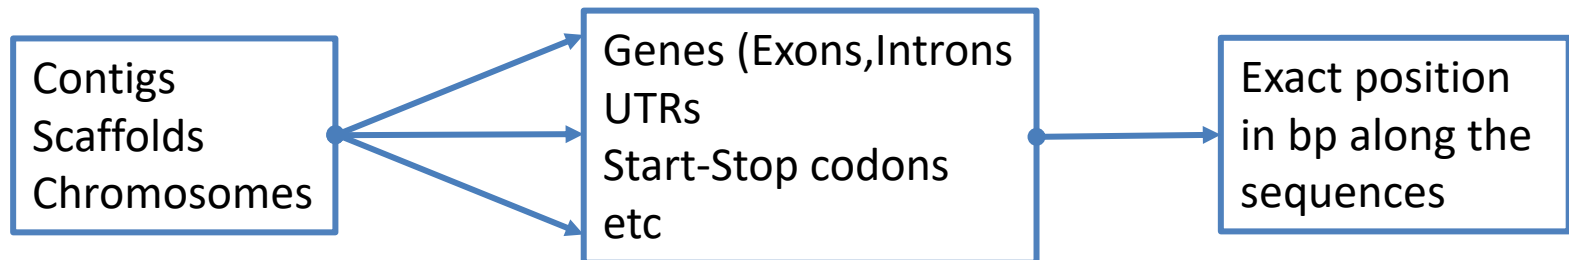 Contigs
Scaffolds
Chromosomes
Genes (Exons,Introns
UTRs
Start-Stop codons
etc
Exact position
in bp along the
sequences